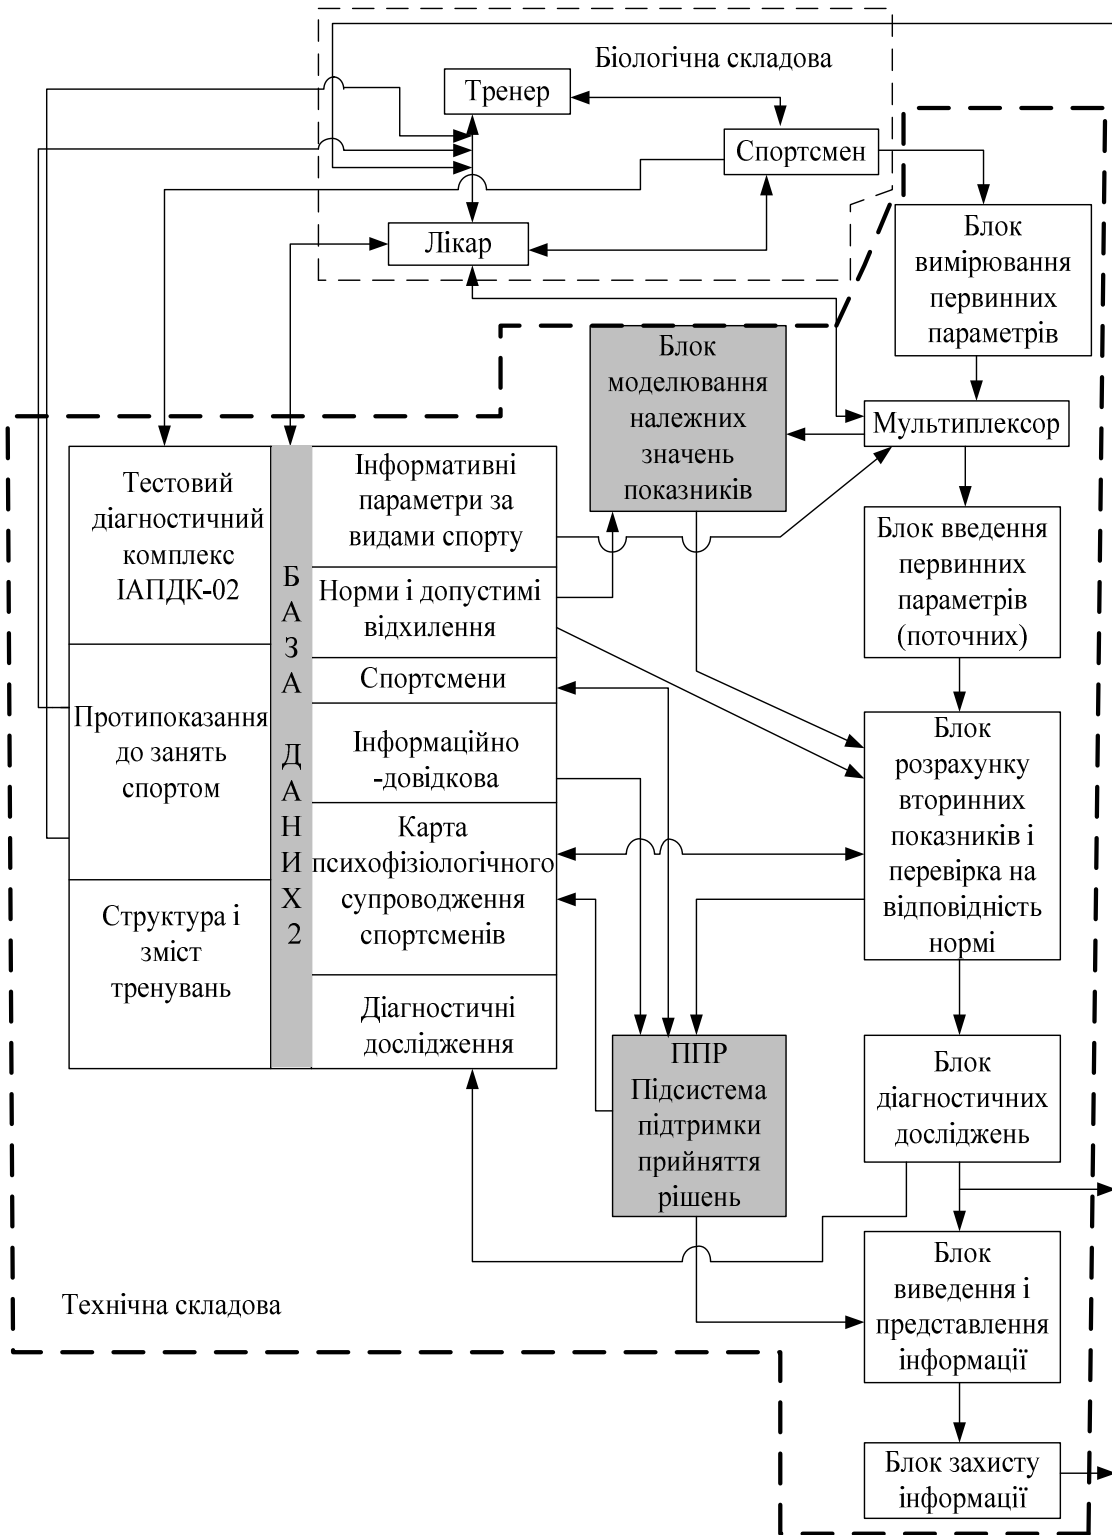 Біологічна складова
Тренер
Спортсмен
Лікар
Блок
вимірювання
первинних
параметрів
Блок
моделювання
належних
значень
показників
Мультиплексор
Тестовий
діагностичний
комплекс
ІАПДК-02
Протипоказання
до занять
спортом
Структура і
зміст
тренувань
Б
А
З
А
Д
А
Н
И
Х
2
Інформативні
параметри за
видами спорту
Норми і допустимі
відхилення
Спортсмени
Інформаційно
-довідкова
Карта
психофізіологічного
супроводження
спортсменів
Діагностичні
дослідження
Блок введення
первинних
параметрів
(поточних)
Блок
розрахунку
вторинних
показників і
перевірка на
відповідність
нормі
ППР
Підсистема
підтримки
прийняття
рішень
Блок
діагностичних
досліджень
Блок
виведення і
представлення
інформації
Технічна складова
Блок захисту
інформації